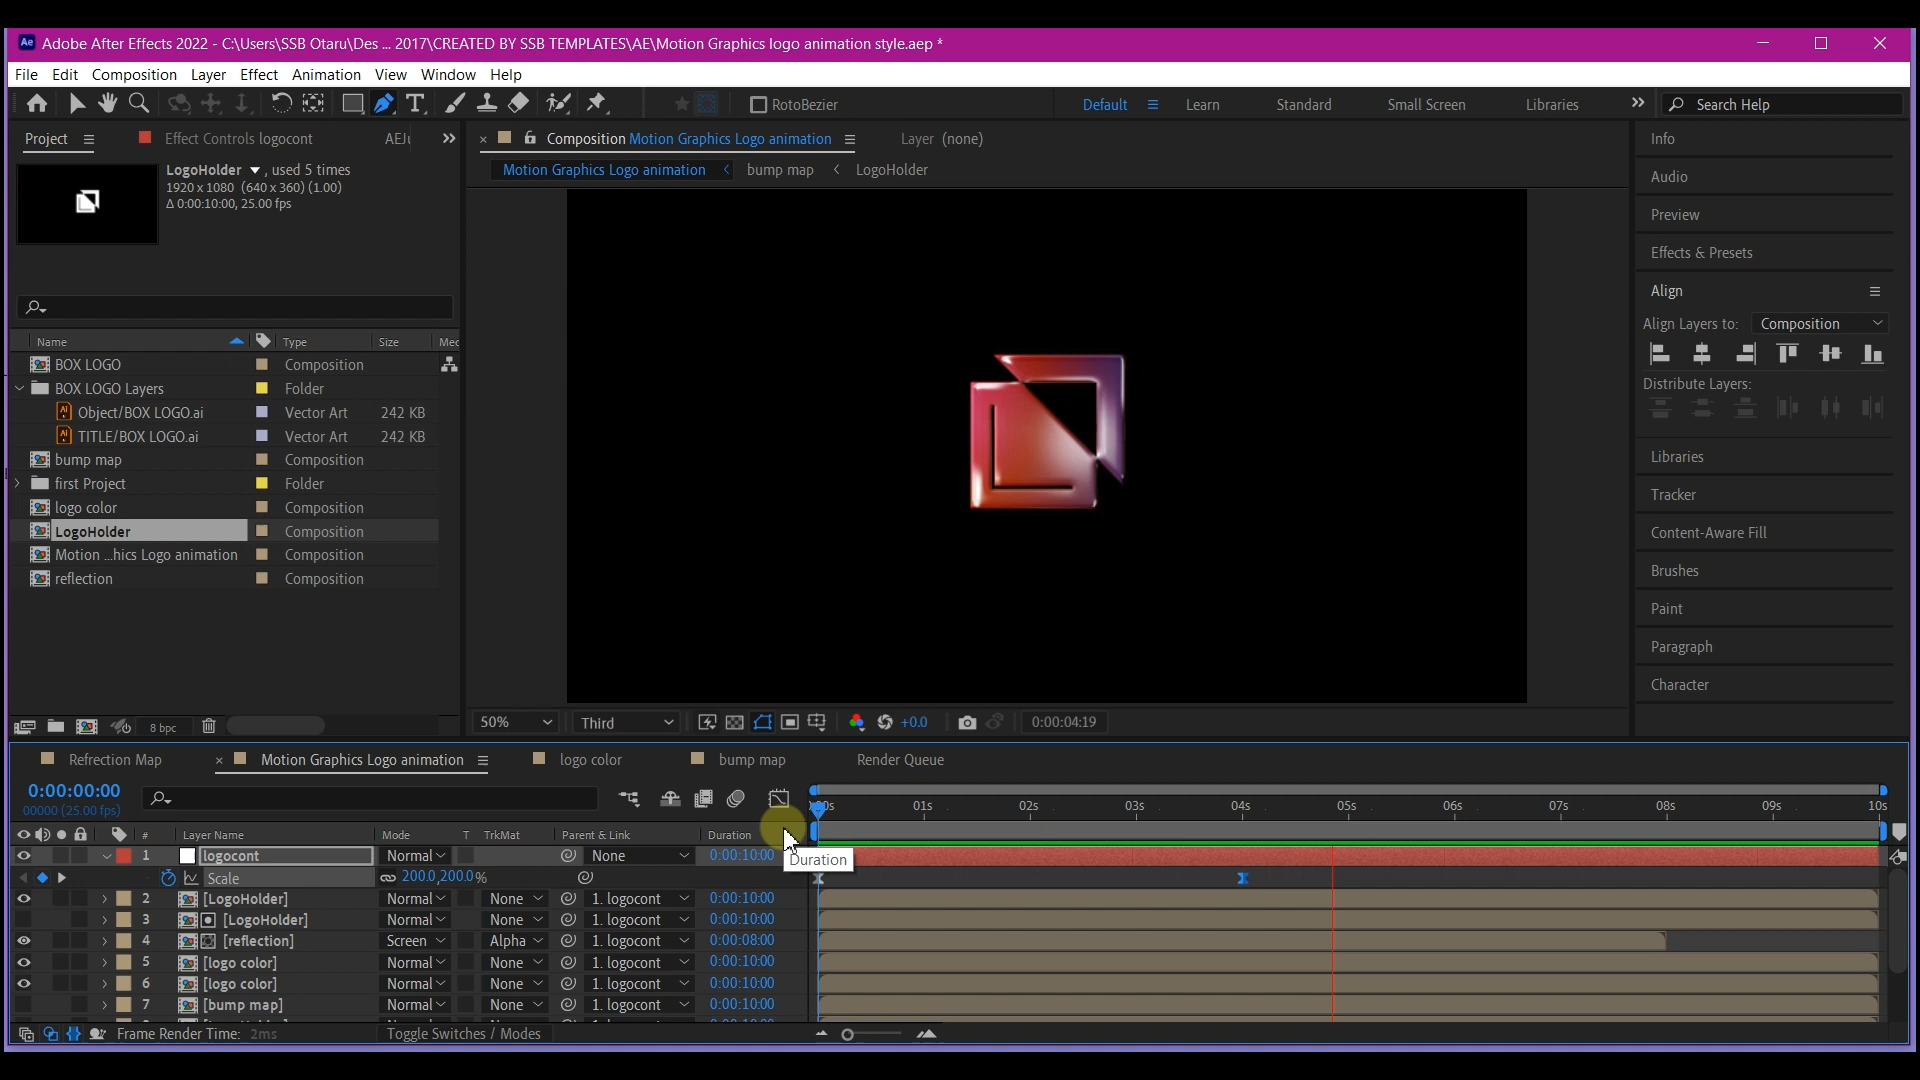 Adobe After Effects 2022 - C:\Users\SSB Otaru\Des ... 2017\CREATED BY SSB TEMPLATES\AE\Motion Graphics logo animation style.aep *
File Edit Composition Layer Effect Animation View Window Help
RotoBezier Default Learn Standard Small Screen Libraries Search Help
Project Effect Controls logocont
LogoHolder , used 5 times
1920 x 1080 (640 x 360) (1.00)
Δ 0:00:10:00, 25.00 fps
Name Type Size
BOX LOGO Composition
BOX LOGO Layers Folder
Object/BOX LOGO.ai Vector Art 242 KB
TITLE/BOX LOGO.ai Vector Art 242 KB
bump map Composition
first Project Folder
logo color Composition
LogoHolder Composition
Motion ...hics Logo animation Composition
reflection Composition
8 bpc
Composition Motion Graphics Logo animation Layer (none)
Motion Graphics Logo animation bump map LogoHolder
50% Third +0.0 0:00:04:19
Info
Audio
Preview
Effects & Presets
Align
Align Layers to: Composition
Distribute Layers:
Libraries
Tracker
Content-Aware Fill
Brushes
Paint
Paragraph
Character
Refrection Map Motion Graphics Logo animation logo color bump map Render Queue
0:00:00:00
00000 (25.00 fps)
01s 02s 03s 04s 05s 06s 07s 08s 09s 10s
# Layer Name Mode T TrkMat Parent & Link Duration
1 logocont Normal None 0:00:10:00
Duration
Scale 200.0,200.0 %
2 [LogoHolder] Normal None 1. logocont 0:00:10:00
3 [LogoHolder] Normal None 1. logocont 0:00:10:00
4 [reflection] Screen Alpha 1. logocont 0:00:08:00
5 [logo color] Normal None 1. logocont 0:00:10:00
6 [logo color] Normal None 1. logocont 0:00:10:00
7 [bump map] Normal None 1. logocont 0:00:10:00
Frame Render Time: 2ms Toggle Switches / Modes